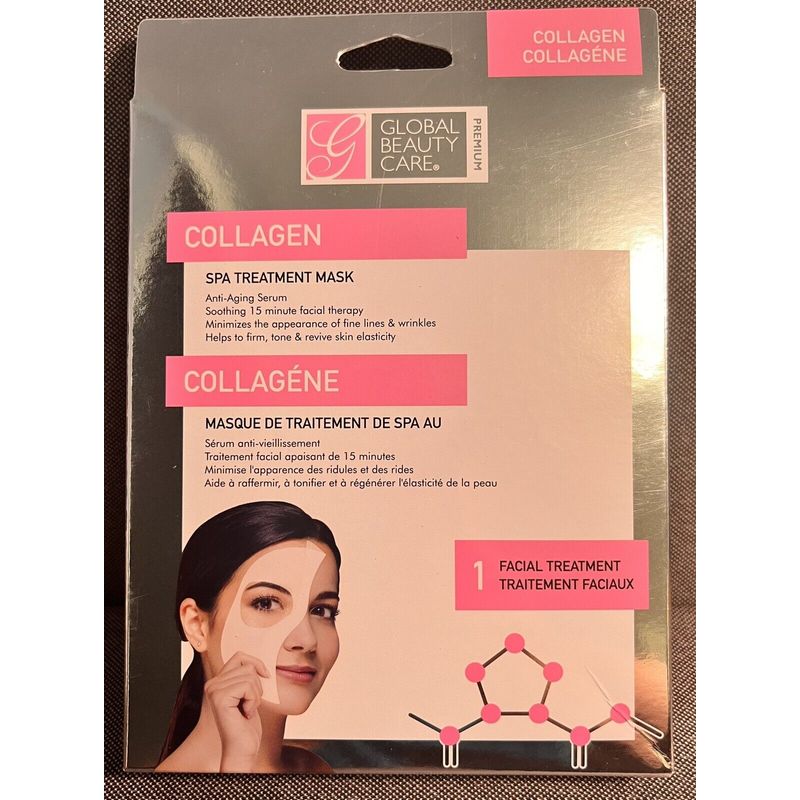 COLLAGEN
COLLAGÉNE
G
GLOBAL
BEAUTY
CARE®
PREMIUM
COLLAGEN
SPA TREATMENT MASK
Anti-Aging Serum
Soothing 15 minute facial therapy
Minimizes the appearance of fine lines & wrinkles
Helps to firm, tone & revive skin elasticity
COLLAGÉNE
MASQUE DE TRAITEMENT DE SPA AU
Sérum anti-vieillissement
Traitement facial apaisant de 15 minutes
Minimise l'apparence des ridules et des rides
Aide à raffermir, à tonifier et à régénérer l'élasticité de la peau
1 FACIAL TREATMENT
TRAITEMENT FACIAUX